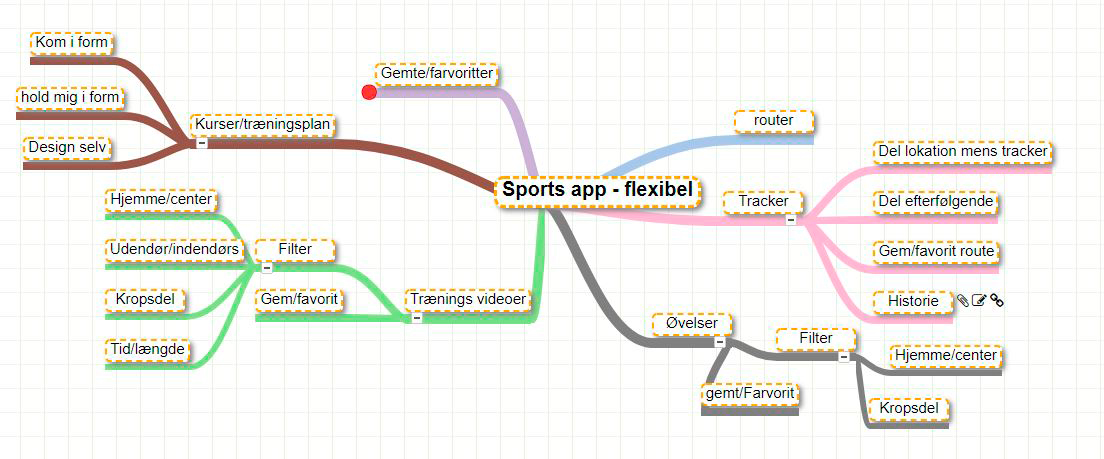 Sports app - flexibel
Gemte/farvoritter
Kurser/træningsplan
Kom i form
hold mig i form
Design selv
Trænings videoer
Filter
Hjemme/center
Udendør/indendørs
Kropsdel
Tid/længde
Gem/favorit
router
Tracker
Del lokation mens tracker
Del efterfølgende
Gem/favorit route
Historie
Øvelser
Filter
Hjemme/center
Kropsdel
gemt/Farvorit